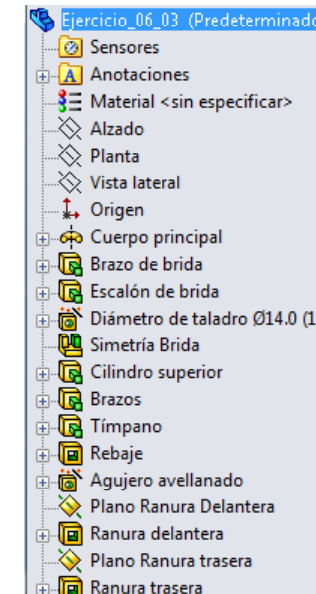 Ejercicio_06_03 (Predeterminado
Sensores
Anotaciones
Material <sin especificar>
Alzado
Planta
Vista lateral
Origen
Cuerpo principal
Brazo de brida
Escalón de brida
Diámetro de taladro Ø14.0 (1
Simetría Brida
Cilindro superior
Brazos
Tímpano
Rebaje
Agujero avellanado
Plano Ranura Delantera
Ranura delantera
Plano Ranura trasera
Ranura trasera